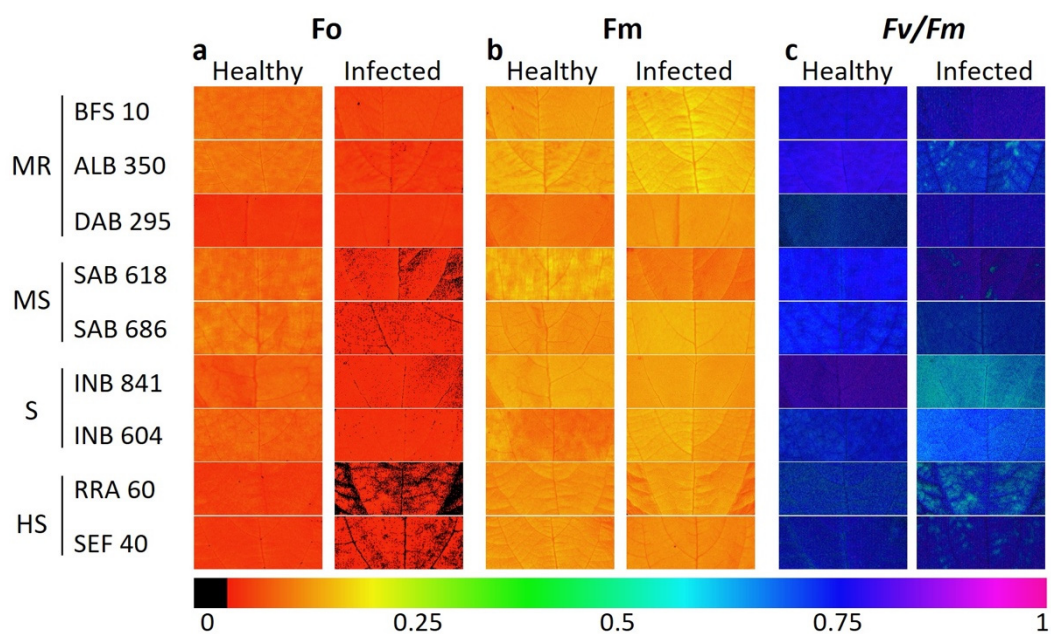 Fo Fm Fv/Fm
a b c
Healthy Infected Healthy Infected Healthy Infected
MR
BFS 10
ALB 350
DAB 295
MS
SAB 618
SAB 686
S
INB 841
INB 604
HS
RRA 60
SEF 40
0 0.25 0.5 0.75 1